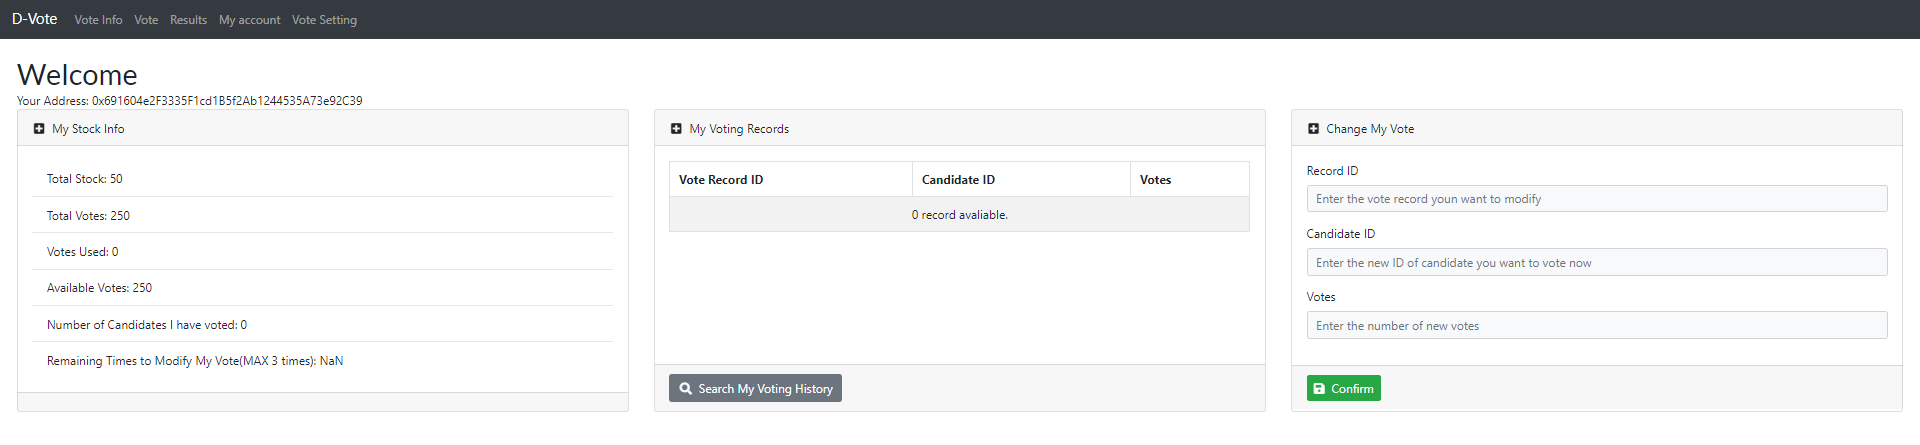 D-Vote Vote Info Vote Results My account Vote Setting
Welcome
Your Address: 0x691604e2F3335F1cd1B5f2Ab1244535A73e92C39
My Stock Info
Total Stock: 50
Total Votes: 250
Votes Used: 0
Available Votes: 250
Number of Candidates I have voted: 0
Remaining Times to Modify My Vote(MAX 3 times): NaN
My Voting Records
Vote Record ID Candidate ID Votes
0 record avaliable.
Search My Voting History
Change My Vote
Record ID
Enter the vote record youn want to modify
Candidate ID
Enter the new ID of candidate you want to vote now
Votes
Enter the number of new votes
Confirm